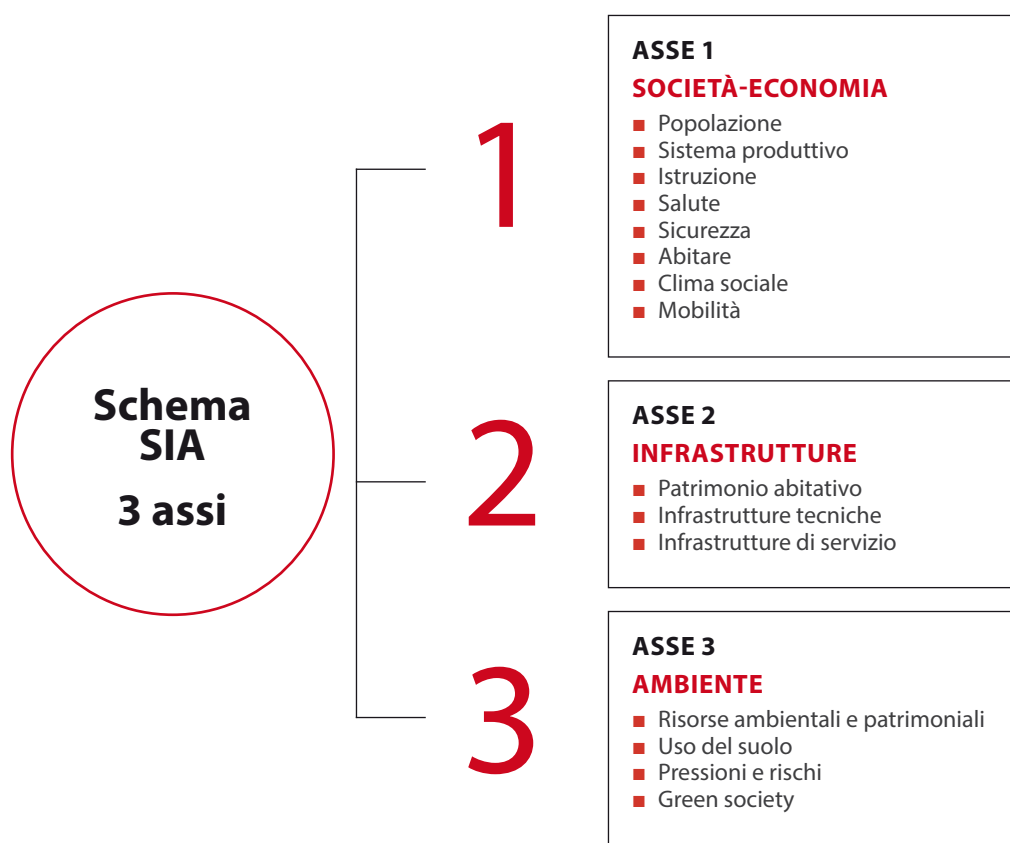 Schema
SIA
3 assi
1
ASSE 1
SOCIETÀ-ECONOMIA
Popolazione
Sistema produttivo
Istruzione
Salute
Sicurezza
Abitare
Clima sociale
Mobilità
2
ASSE 2
INFRASTRUTTURE
Patrimonio abitativo
Infrastrutture tecniche
Infrastrutture di servizio
3
ASSE 3
AMBIENTE
Risorse ambientali e patrimoniali
Uso del suolo
Pressioni e rischi
Green society